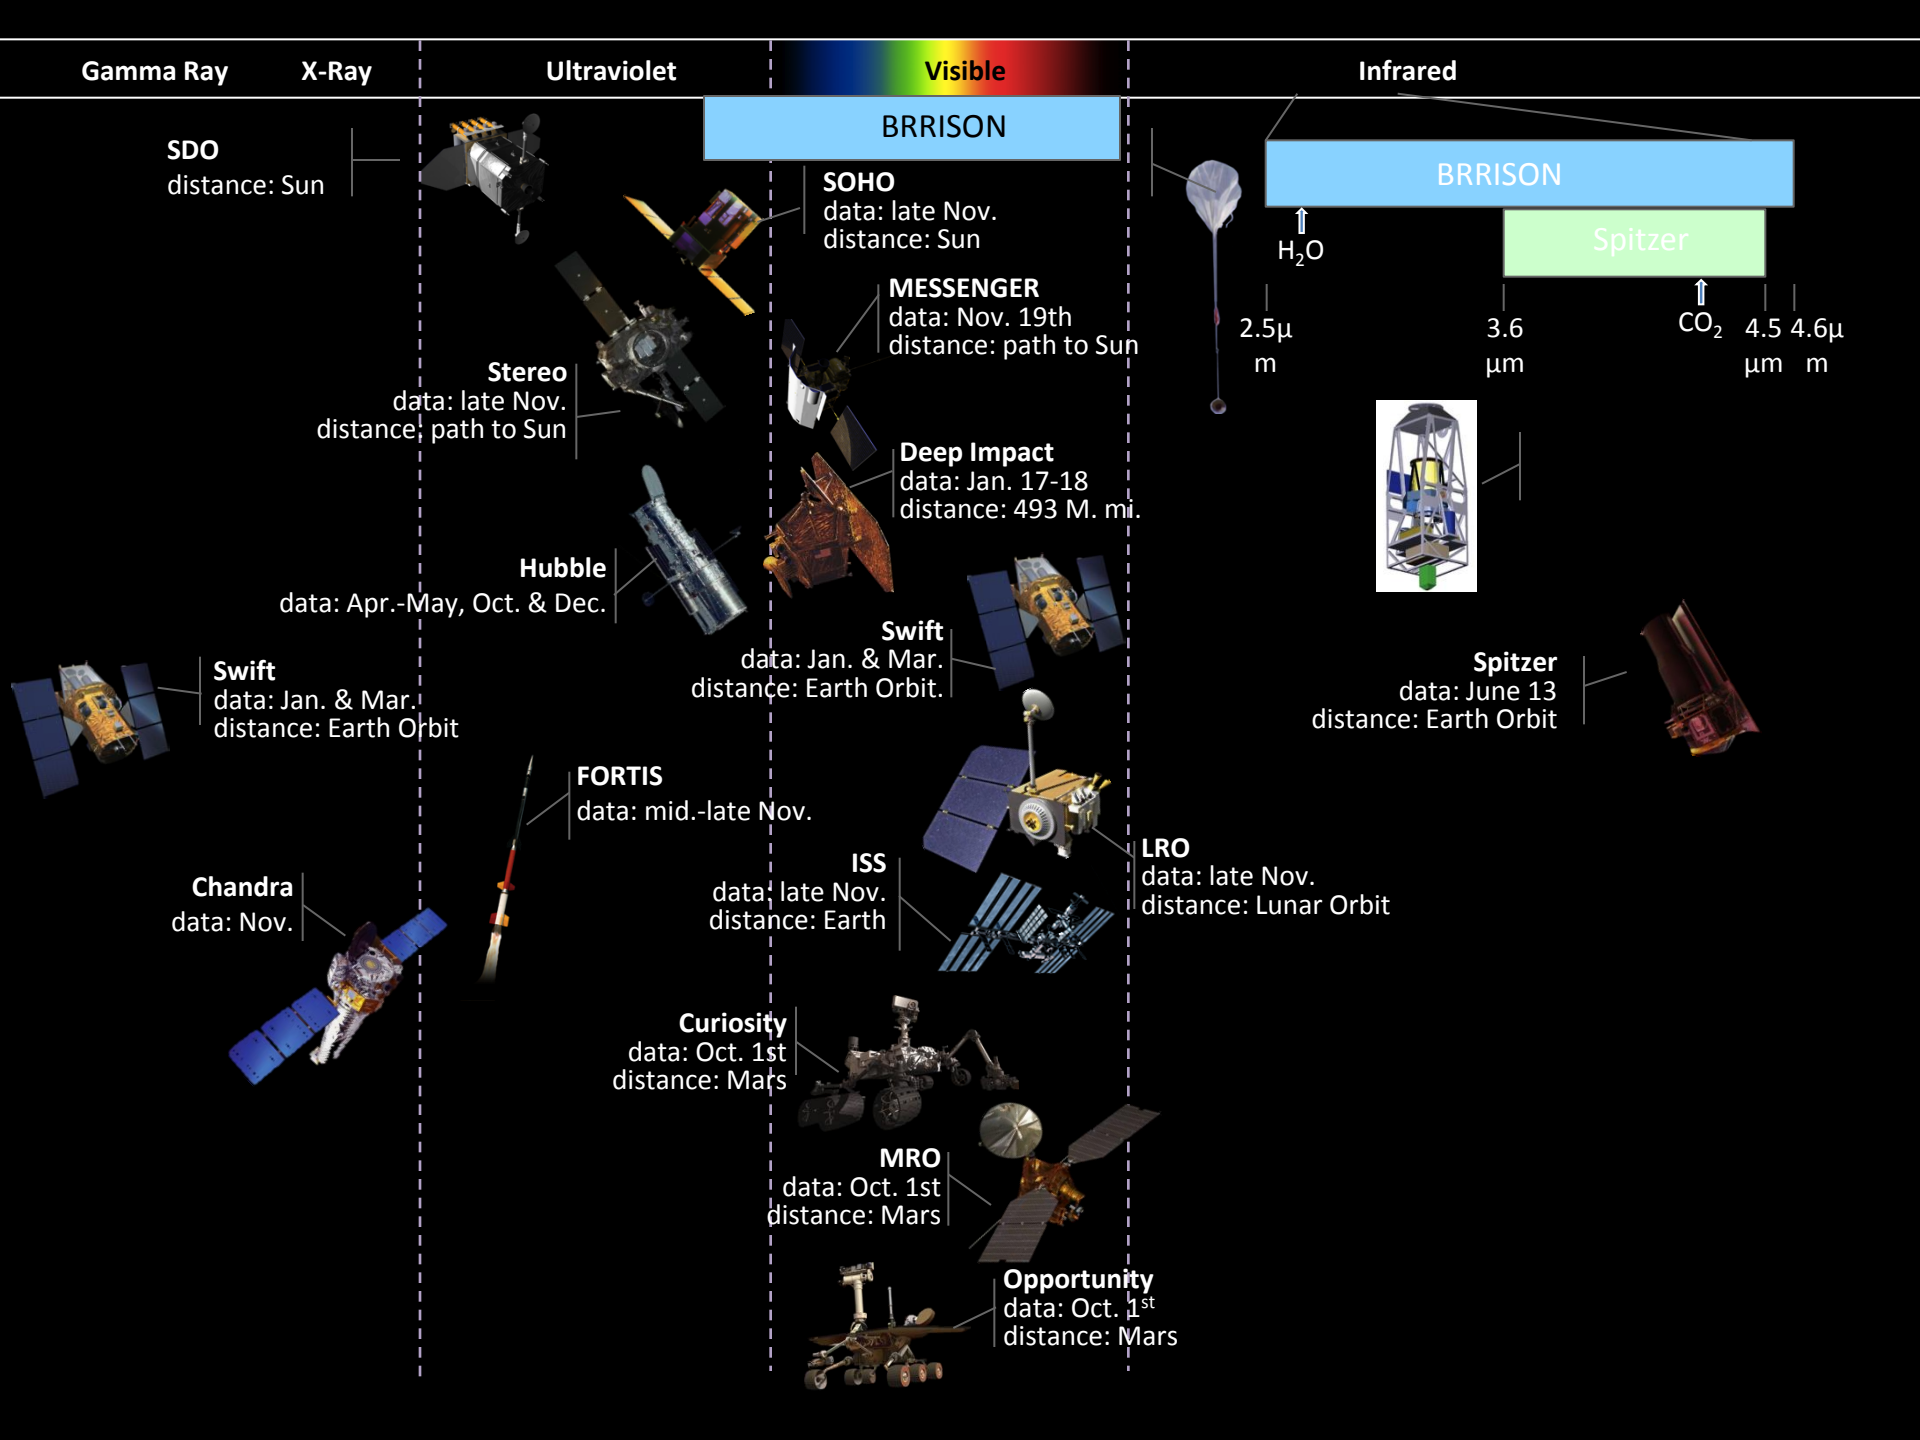 Gamma Ray X-Ray Ultraviolet Visible Infrared
BRRISON
SDO
distance: Sun
SOHO
data: late Nov.
distance: Sun
BRRISON
Spitzer
H₂O
CO₂
2.5µ
m
3.6
µm
4.5
µm
4.6µ
m
MESSENGER
data: Nov. 19th
distance: path to Sun
Stereo
data: late Nov.
distance: path to Sun
Deep Impact
data: Jan. 17-18
distance: 493 M. mi.
Hubble
data: Apr.-May, Oct. & Dec.
Swift
data: Jan. & Mar.
distance: Earth Orbit.
Swift
data: Jan. & Mar.
distance: Earth Orbit
Spitzer
data: June 13
distance: Earth Orbit
FORTIS
data: mid.-late Nov.
LRO
data: late Nov.
distance: Lunar Orbit
ISS
data: late Nov.
distance: Earth
Chandra
data: Nov.
Curiosity
data: Oct. 1st
distance: Mars
MRO
data: Oct. 1st
distance: Mars
Opportunity
data: Oct. 1st
distance: Mars